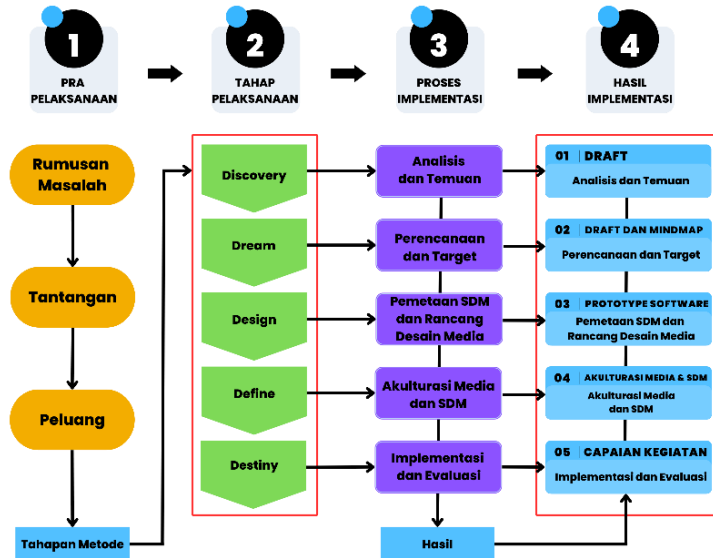 1
PRA
PELAKSANAAN
2
TAHAP
PELAKSANAAN
3
PROSES
IMPLEMENTASI
4
HASIL
IMPLEMENTASI
Rumusan
Masalah
Tantangan
Peluang
Tahapan Metode
Discovery
Dream
Design
Define
Destiny
Analisis
dan Temuan
Perencanaan
dan Target
Pemetaan SDM
dan Rancang
Desain Media
Akulturasi Media
dan SDM
Implementasi
dan Evaluasi
Hasil
01 DRAFT
Analisis dan Temuan
02 DRAFT DAN MINDMAP
Perencanaan dan Target
03 PROTOTYPE SOFTWARE
Pemetaan SDM dan
Rancang Desain Media
04 AKULTURASI MEDIA & SDM
Akulturasi Media
dan SDM
05 CAPAIAN KEGIATAN
Implementasi dan Evaluasi